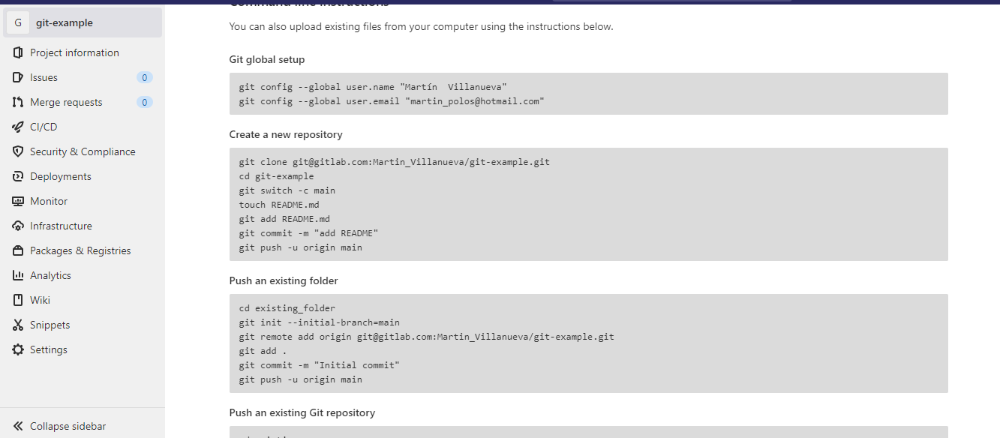 G git-example
Project information
Issues 0
Merge requests 0
CI/CD
Security & Compliance
Deployments
Monitor
Infrastructure
Packages & Registries
Analytics
Wiki
Snippets
Settings
Collapse sidebar
Command line instructions
You can also upload existing files from your computer using the instructions below.
Git global setup
git config --global user.name "Martín  Villanueva"
git config --global user.email "martin_polos@hotmail.com"
Create a new repository
git clone git@gitlab.com:Martin_Villanueva/git-example.git
cd git-example
git switch -c main
touch README.md
git add README.md
git commit -m "add README"
git push -u origin main
Push an existing folder
cd existing_folder
git init --initial-branch=main
git remote add origin git@gitlab.com:Martin_Villanueva/git-example.git
git add .
git commit -m "Initial commit"
git push -u origin main
Push an existing Git repository